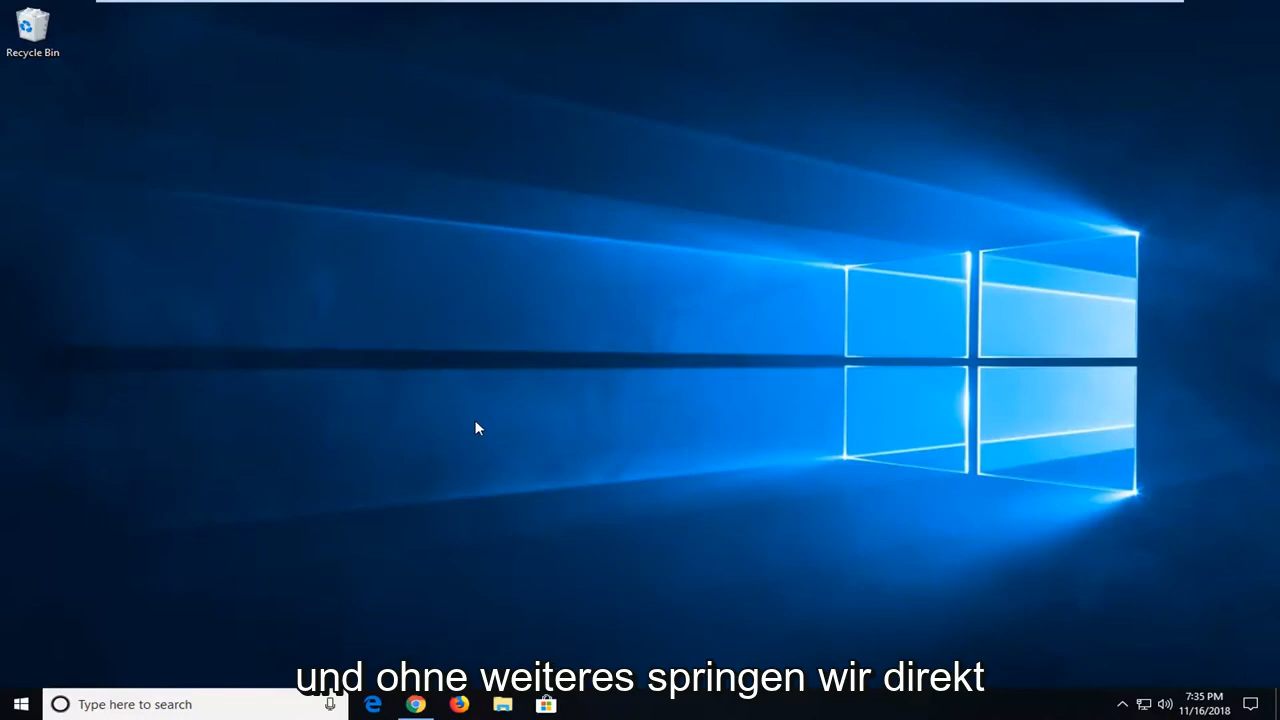 Recycle Bin
und ohne weiteres springen wir direkt
Type here to search
7:35 PM
11/16/2018